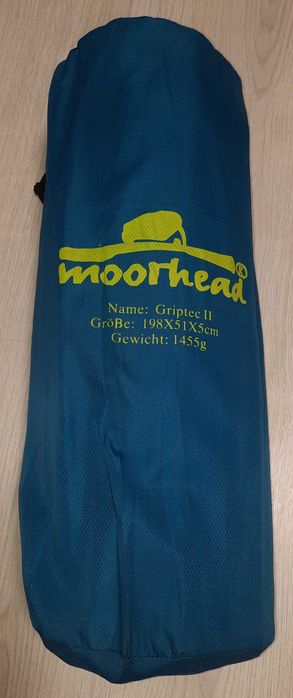 moorhead®
Name: Griptec II
Größe: 198X51X5cm
Gewicht: 1455g